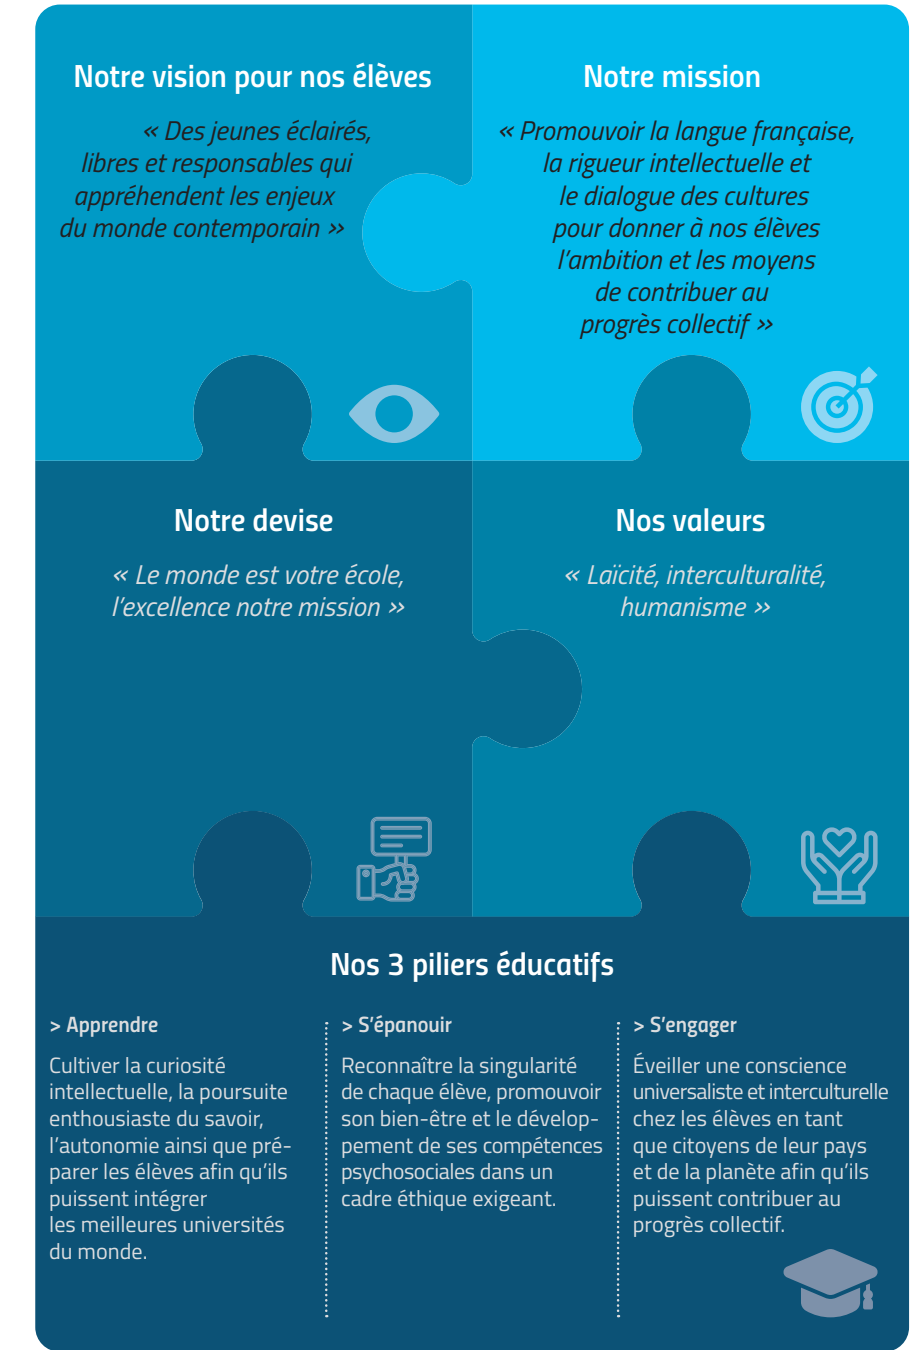 Notre vision pour nos élèves
« Des jeunes éclairés,
libres et responsables qui
appréhendent les enjeux
du monde contemporain »
Notre mission
« Promouvoir la langue française,
la rigueur intellectuelle et
le dialogue des cultures
pour donner à nos élèves
l'ambition et les moyens
de contribuer au
progrès collectif »
Notre devise
« Le monde est votre école,
l'excellence notre mission »
Nos valeurs
« Laïcité, interculturalité,
humanisme »
Nos 3 piliers éducatifs
> Apprendre
Cultiver la curiosité
intellectuelle, la poursuite
enthousiaste du savoir,
l'autonomie ainsi que pré-
parer les élèves afin qu'ils
puissent intégrer
les meilleures universités
du monde.
> S'épanouir
Reconnaître la singularité
de chaque élève, promouvoir
son bien-être et le dévelop-
pement de ses compétences
psychosociales dans un
cadre éthique exigeant.
> S'engager
Éveiller une conscience
universaliste et interculturelle
chez les élèves en tant
que citoyens de leur pays
et de la planète afin qu'ils
puissent contribuer au
progrès collectif.